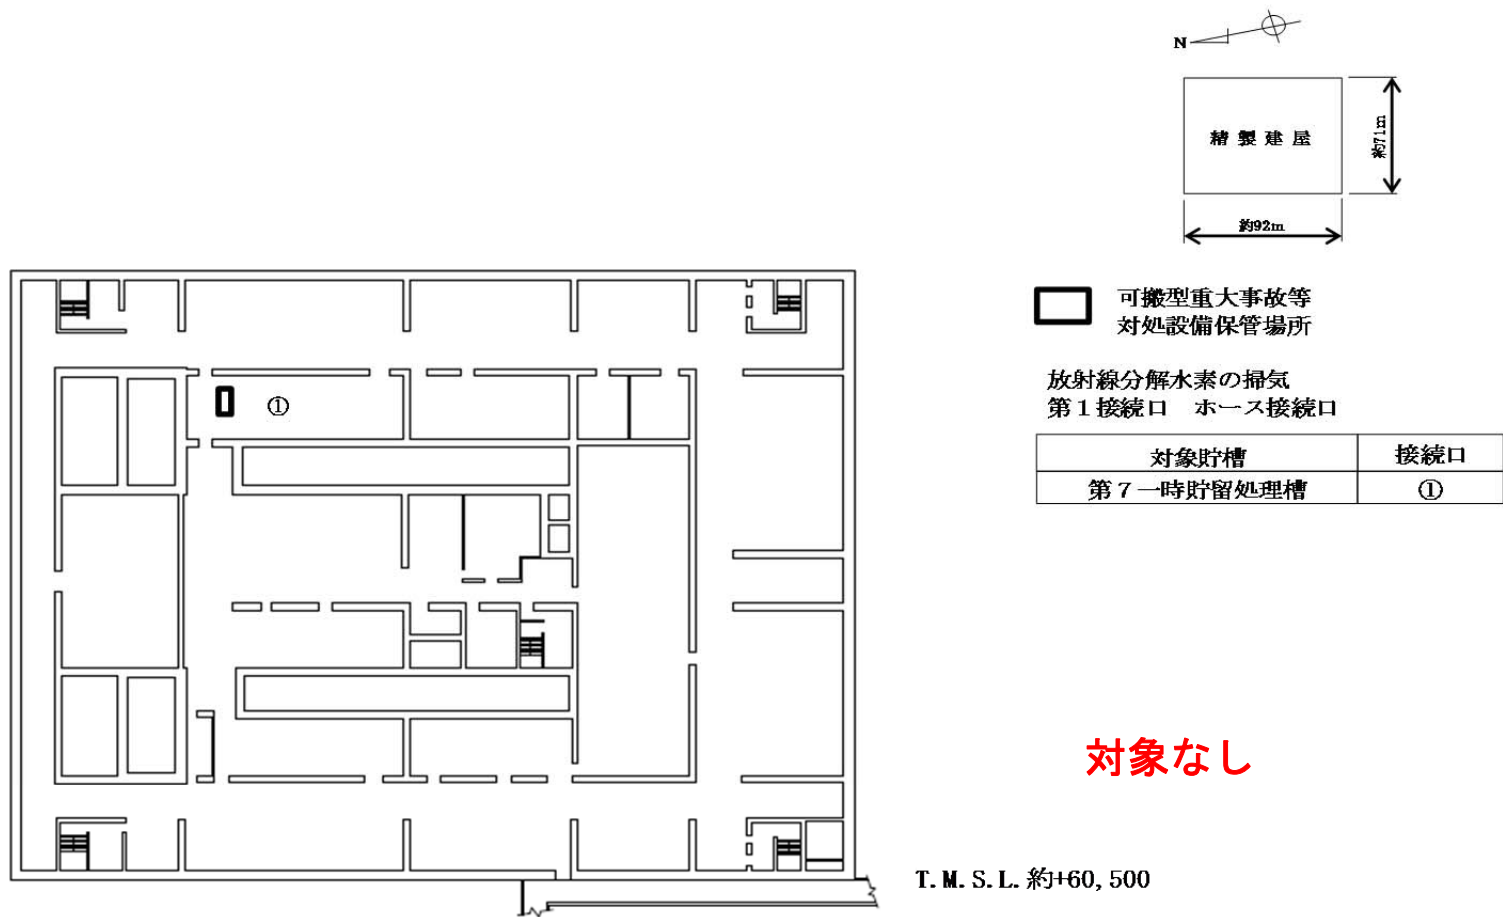 N
精製建屋
約71m
約92m
可搬型重大事故等
対処設備保管場所
放射線分解水素の掃気
第1接続口 ホース接続口
対象貯槽 接続口
第7一時貯留処理槽 ①
①
対象なし
T.M.S.L.約+60,500